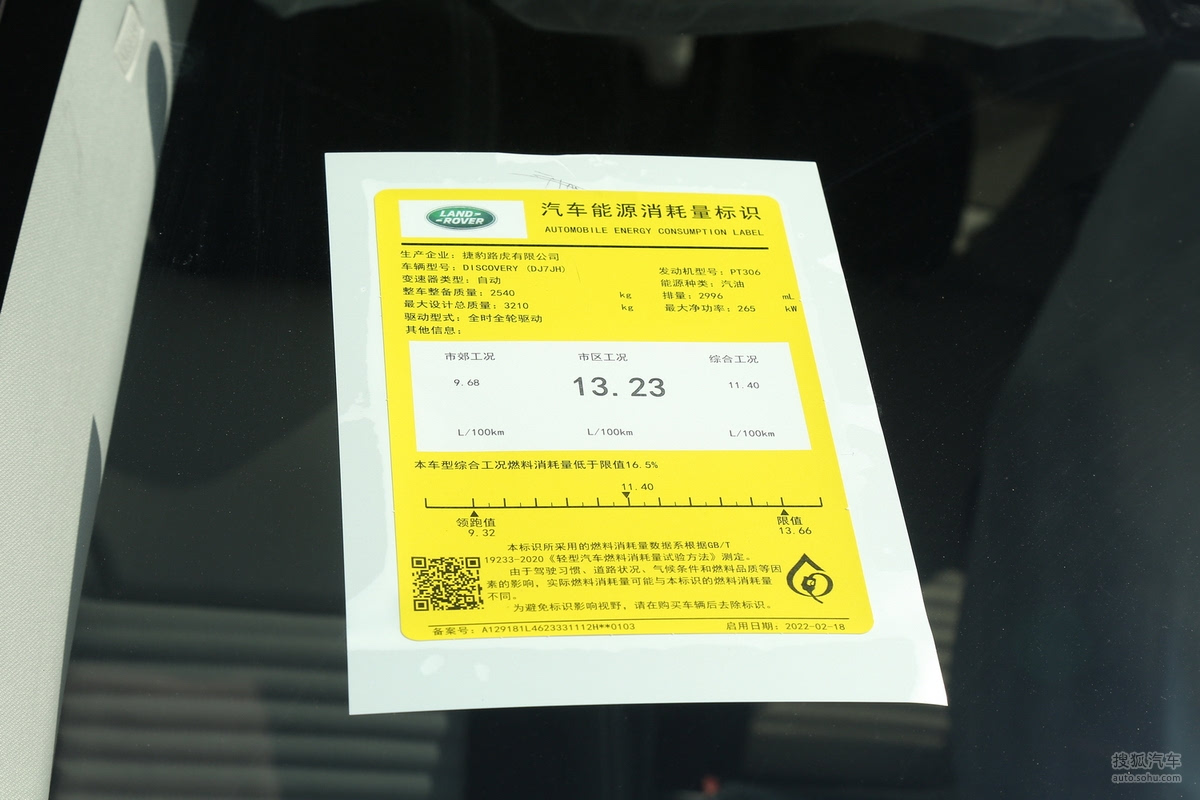 LAND-
-ROVER
汽车能源消耗量标识
AUTOMOBILE ENERGY CONSUMPTION LABEL
生产企业：捷豹路虎有限公司
车辆型号：DISCOVERY (DJ7JH)
发动机型号：PT306
变速器类型：自动
能源种类：汽油
整车整备质量：2540 kg
排量：2996 mL
最大设计总质量：3210 kg
最大净功率：265 kW
驱动型式：全时全轮驱动
其他信息：
市郊工况 市区工况 综合工况
9.68 13.23 11.40
L/100km L/100km L/100km
本车型综合工况燃料消耗量低于限值16.5%
11.40
领跑值 限值
9.32 13.66
本标识所采用的燃料消耗量数据系根据GB/T
19233-2020《轻型汽车燃料消耗量试验方法》测定。
由于驾驶习惯、道路状况、气候条件和燃料品质等因
素的影响，实际燃料消耗量可能与本标识的燃料消耗量
不同。
为避免标识影响视野，请在购买车辆后去除标识。
备案号：A129181L4623331112H**0103 启用日期：2022-02-18
搜狐汽车
auto.sohu.com